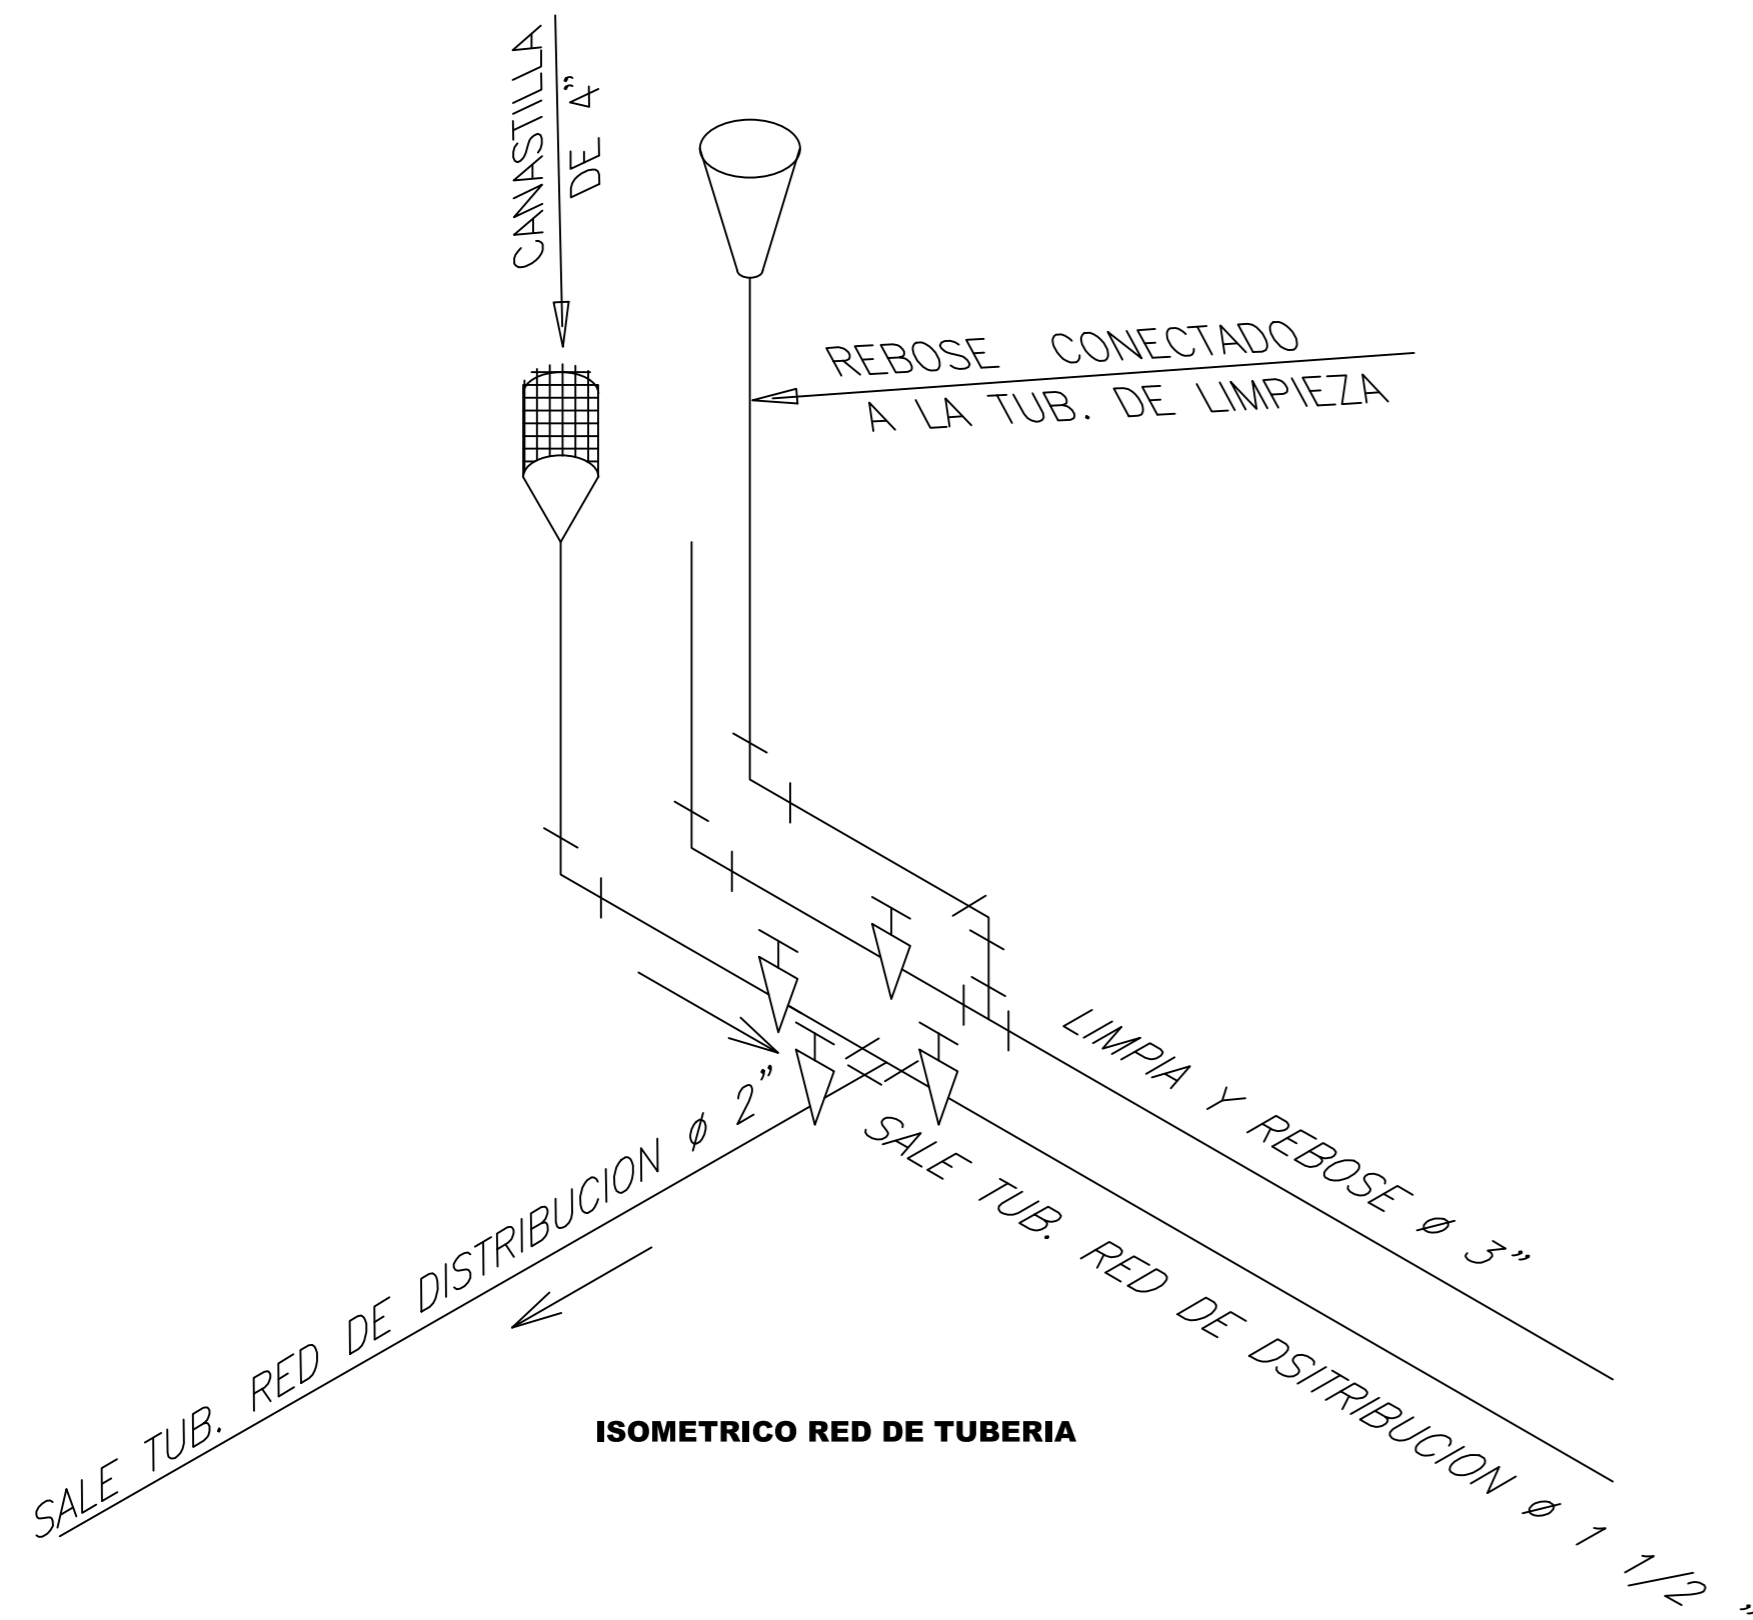 CANASTILLA
DE 4"
REBOSE CONECTADO
A LA TUB. DE LIMPIEZA
LIMPIA Y REBOSE ø 3"
SALE TUB. RED DE DISTRIBUCION ø 2"
SALE TUB. RED DE DSITRIBUCION ø 1 1/2 "
ISOMETRICO RED DE TUBERIA